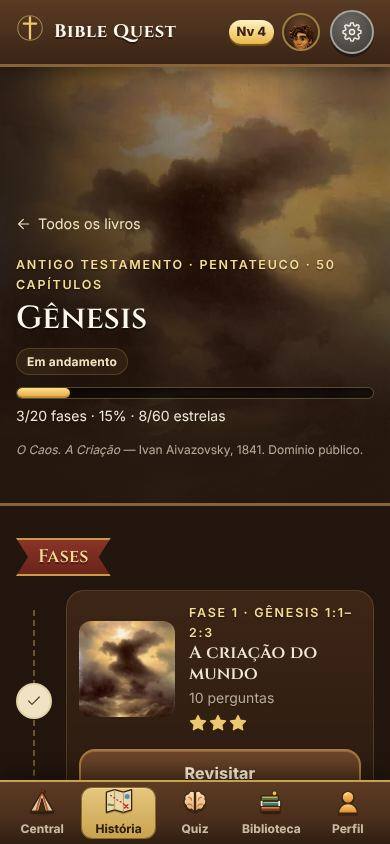 Bible Quest
Nv 4
← Todos os livros
ANTIGO TESTAMENTO · PENTATEUCO · 50
CAPÍTULOS
Gênesis
Em andamento
3/20 fases · 15% · 8/60 estrelas
O Caos. A Criação — Ivan Aivazovsky, 1841. Domínio público.
Fases
FASE 1 · GÊNESIS 1:1–
2:3
A criação do
mundo
10 perguntas
Revisitar
Central
História
Quiz
Biblioteca
Perfil